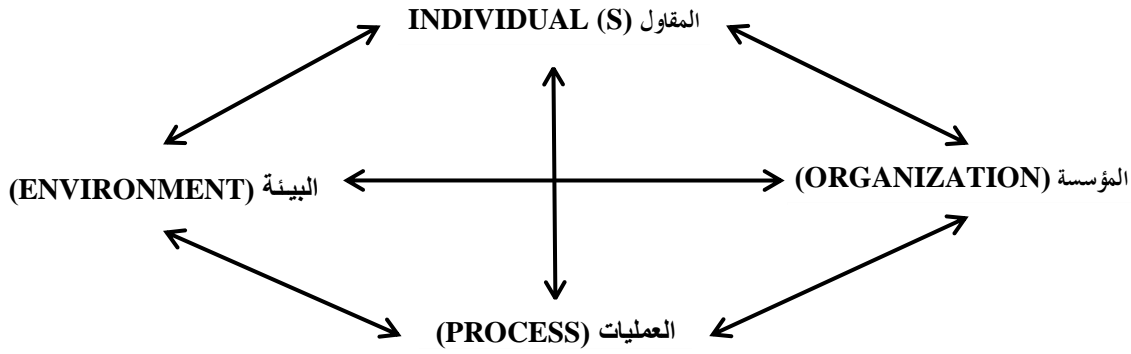 المقاول INDIVIDUAL (S)
البيئة (ENVIRONMENT)
المؤسسة (ORGANIZATION)
العمليات (PROCESS)